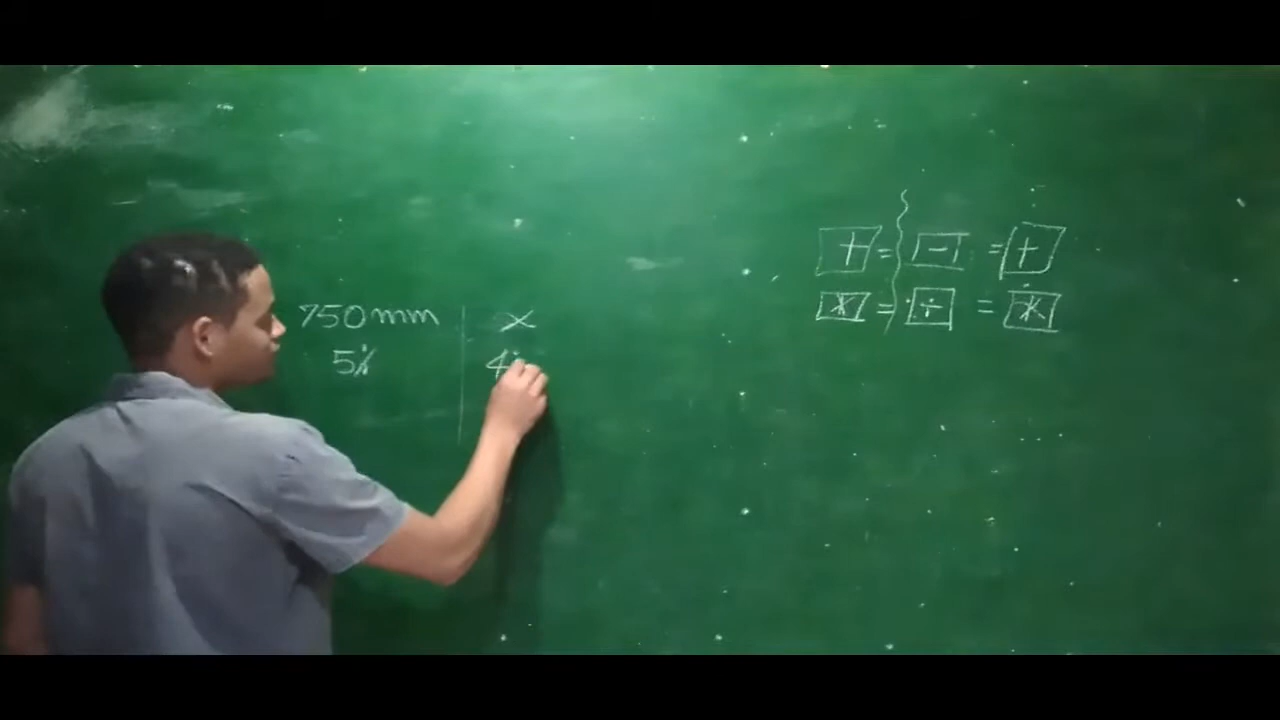 750mm x
5% 4
+ = - = +
* = ÷ = *